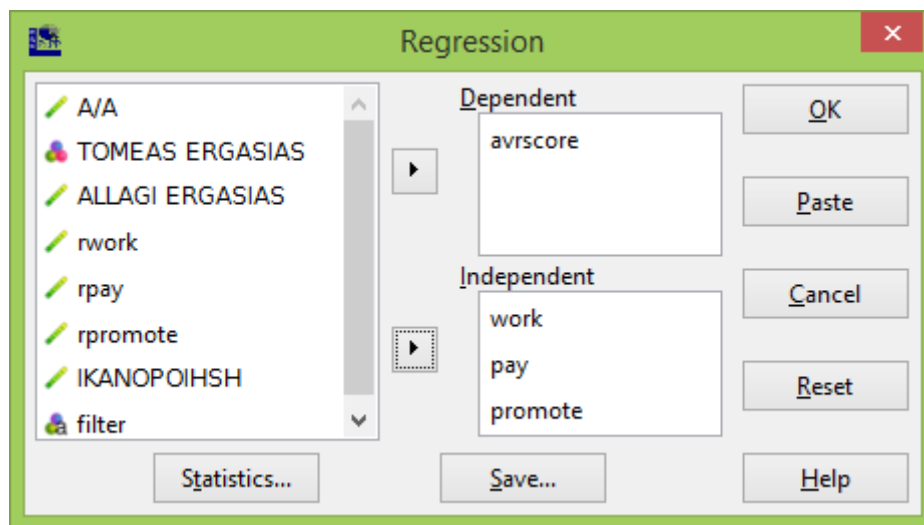 Regression
A/A
TOMEAS ERGASIAS
ALLAGI ERGASIAS
rwork
rpay
rpromote
IKANOPOIHSH
filter
Dependent
avrscore
Independent
work
pay
promote
OK
Paste
Cancel
Reset
Statistics...
Save...
Help